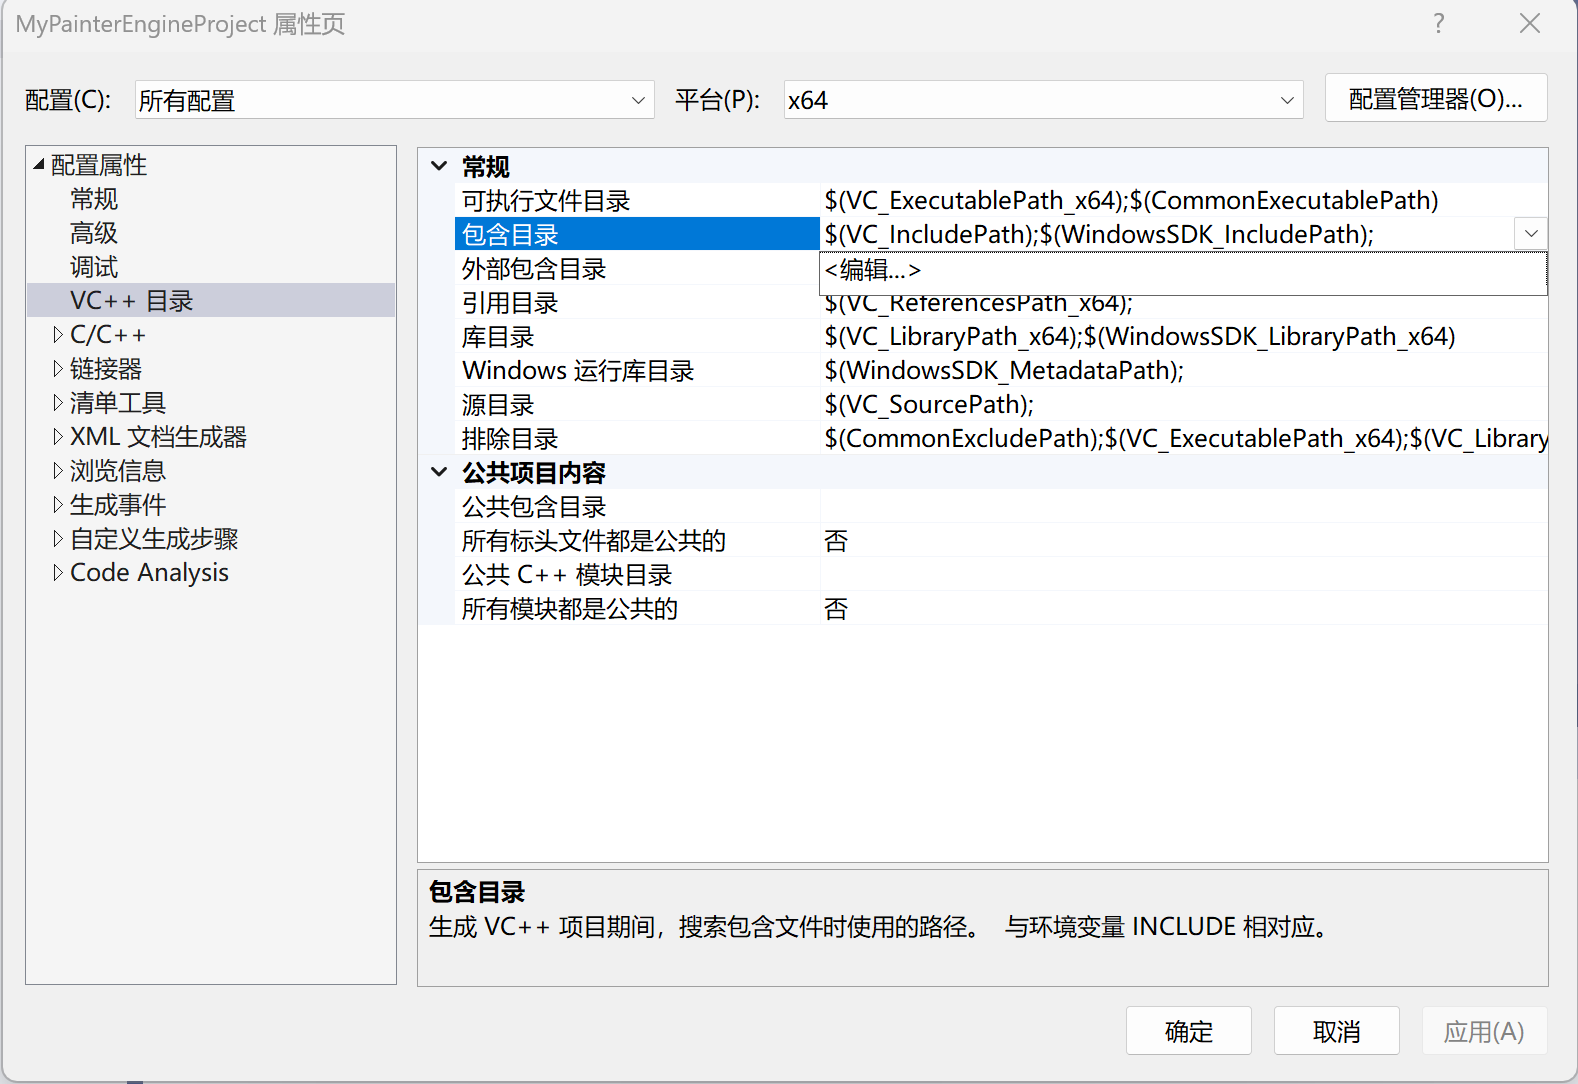 MyPainterEngineProject 属性页
?
配置(C): 所有配置 平台(P): x64 配置管理器(O)...
配置属性
常规
高级
调试
VC++ 目录
C/C++
链接器
清单工具
XML 文档生成器
浏览信息
生成事件
自定义生成步骤
Code Analysis
常规
可执行文件目录 $(VC_ExecutablePath_x64);$(CommonExecutablePath)
包含目录 $(VC_IncludePath);$(WindowsSDK_IncludePath);
外部包含目录 <编辑...>
引用目录 $(VC_ReferencesPath_x64);
库目录 $(VC_LibraryPath_x64);$(WindowsSDK_LibraryPath_x64)
Windows 运行库目录 $(WindowsSDK_MetadataPath);
源目录 $(VC_SourcePath);
排除目录 $(CommonExcludePath);$(VC_ExecutablePath_x64);$(VC_Library
公共项目内容
公共包含目录
所有标头文件都是公共的 否
公共 C++ 模块目录
所有模块都是公共的 否
包含目录
生成 VC++ 项目期间，搜索包含文件时使用的路径。 与环境变量 INCLUDE 相对应。
确定 取消 应用(A)